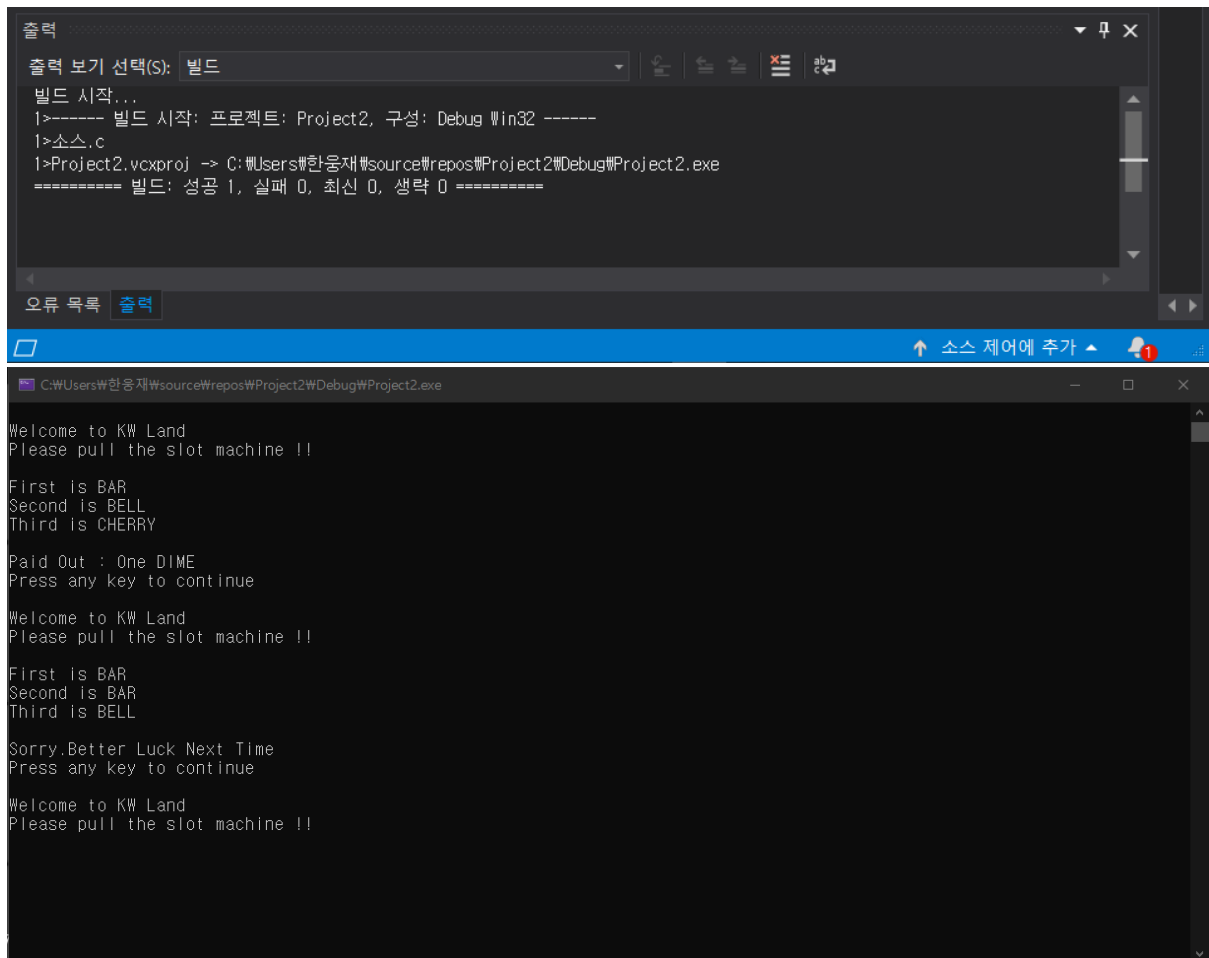 출력
출력 보기 선택(S): 빌드
빌드 시작...
1>------ 빌드 시작: 프로젝트: Project2, 구성: Debug Win32 ------
1>소스.c
1>Project2.vcxproj -> C:₩Users₩한웅재₩source₩repos₩Project2₩Debug₩Project2.exe
========== 빌드: 성공 1, 실패 0, 최신 0, 생략 0 ==========
오류 목록 출력
소스 제어에 추가 1
C:₩Users₩한웅재₩source₩repos₩Project2₩Debug₩Project2.exe
Welcome to KW Land
Please pull the slot machine !!
First is BAR
Second is BELL
Third is CHERRY
Paid Out : One DIME
Press any key to continue
Welcome to KW Land
Please pull the slot machine !!
First is BAR
Second is BAR
Third is BELL
Sorry.Better Luck Next Time
Press any key to continue
Welcome to KW Land
Please pull the slot machine !!